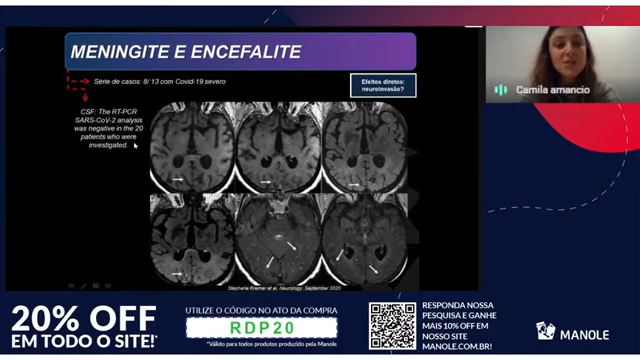 MENINGITE E ENCEFALITE
Série de casos: 8/ 13 com Covid-19 severo
Efeitos diretos:
neuroinvasão?
CSF: The RT-PCR
SARS-CoV-2 analysis
was negative in the 20
patients who were
investigated.
Stephane Kremer et al. Neurology, September 2020
Camila amancio
20% OFF
EM TODO O SITE!*
UTILIZE O CÓDIGO NO ATO DA COMPRA
RDP20
*Válido para todos produtos produzido pela Manole
RESPONDA NOSSA
PESQUISA E GANHE
MAIS 10% OFF EM
NOSSO SITE
MANOLE.COM.BR!
MANOLE